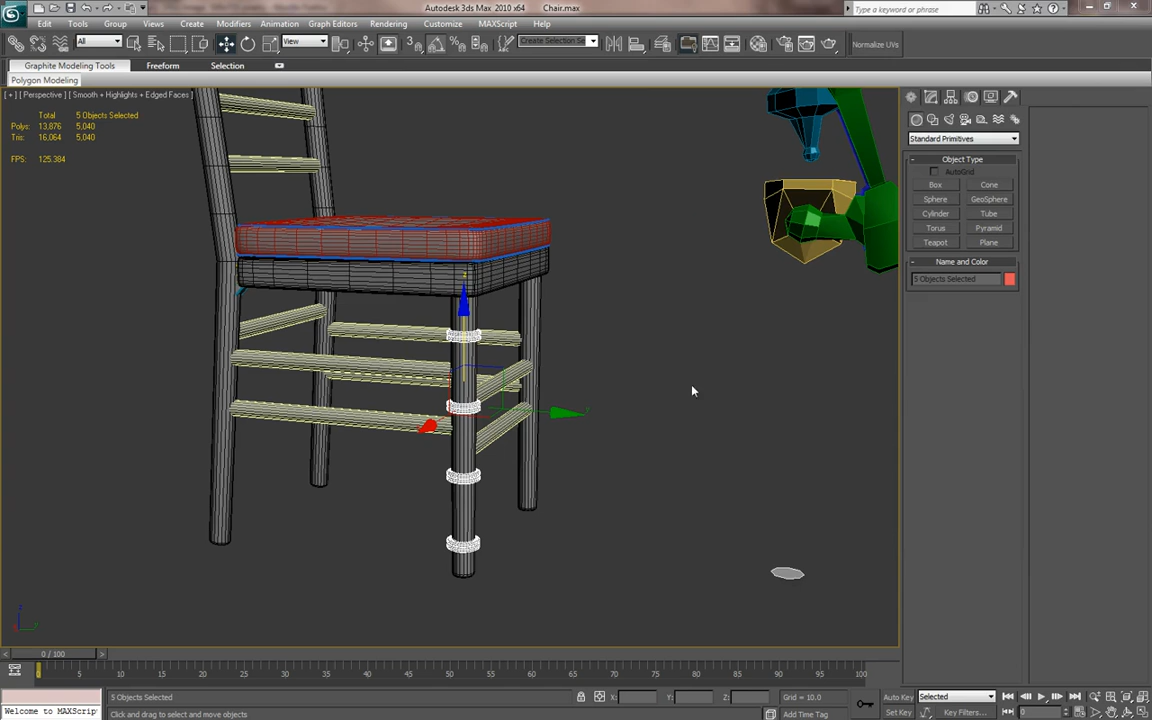 Autodesk 3ds Max 2010 x64 Chair.max
Type a keyword or phrase
Edit Tools Group Views Create Modifiers Animation Graph Editors Rendering Customize MAXScript Help
All View Create Selection Se Normalize UVs
Graphite Modeling Tools Freeform Selection
Polygon Modeling
[ + ] [ Perspective ] [ Smooth + Highlights + Edged Faces ]
Total 5 Objects Selected
Polys: 13,876 5,040
Tris: 16,064 5,040
FPS: 125.384
Standard Primitives
- Object Type
AutoGrid
Box Cone
Sphere GeoSphere
Cylinder Tube
Torus Pyramid
Teapot Plane
- Name and Color
5 Objects Selected
z
x
y
< 0 / 100 >
0 5 10 15 20 25 30 35 40 45 50 55 60 65 70 75 80 85 90 95 100
5 Objects Selected X: Y: Z: Grid = 10.0 Auto Key Selected
Welcome to MAXScrip Click and drag to select and move objects Add Time Tag Set Key Key Filters... 0